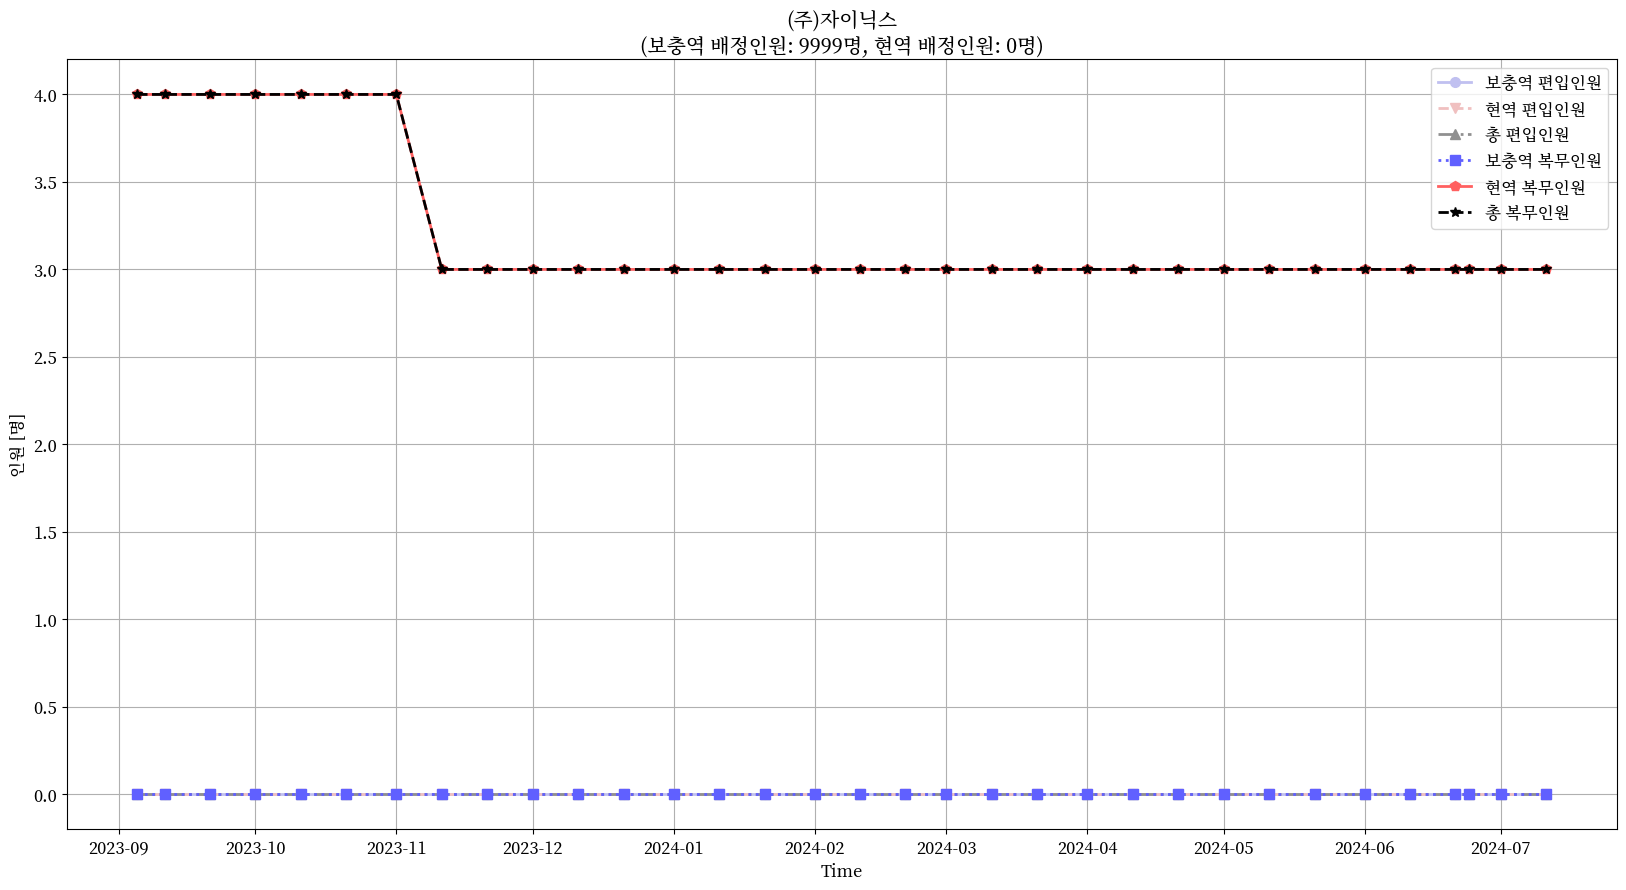 (주)자이닉스
(보충역 배정인원: 9999명, 현역 배정인원: 0명)
보충역 편입인원
현역 편입인원
총 편입인원
보충역 복무인원
현역 복무인원
총 복무인원
인원 [명]
4.0
3.5
3.0
2.5
2.0
1.5
1.0
0.5
0.0
2023-09
2023-10
2023-11
2023-12
2024-01
2024-02
2024-03
2024-04
2024-05
2024-06
2024-07
Time